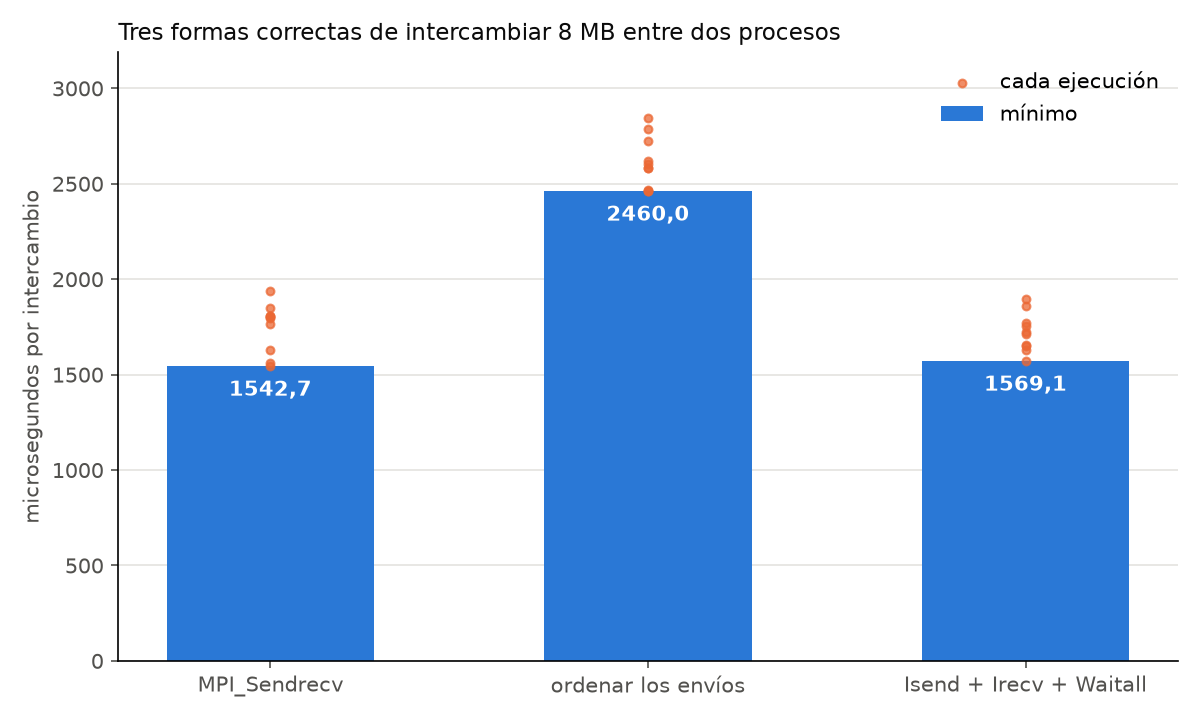 Tres formas correctas de intercambiar 8 MB entre dos procesos
cada ejecución
mínimo
microsegundos por intercambio
3000
2500
2000
1500
1000
500
0
2460,0
1542,7
1569,1
MPI_Sendrecv
ordenar los envíos
Isend + Irecv + Waitall